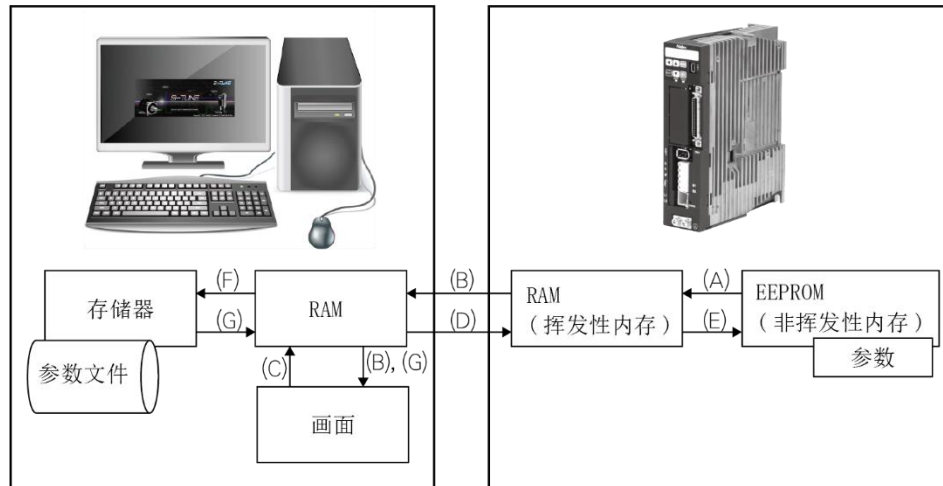 S-TUNE
(F)
(B)
(A)
存储器
RAM
RAM
（挥发性内存）
EEPROM
（非挥发性内存）
(G)
(D)
(E)
参数文件
(C)
(B), (G)
参数
画面